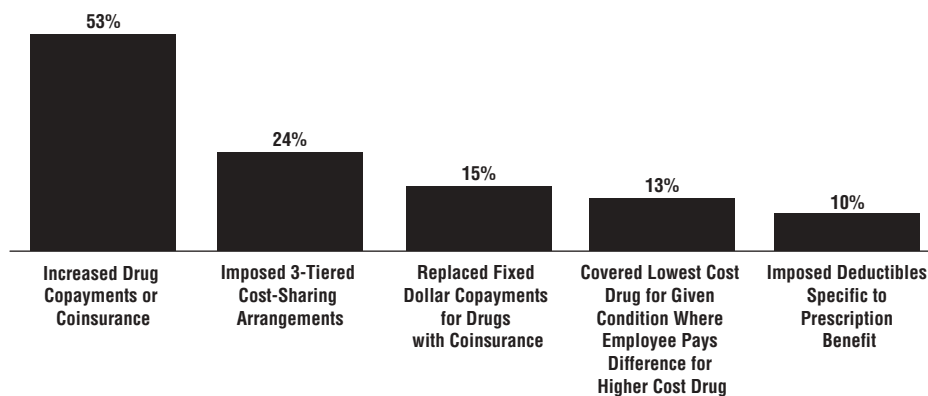 53%
24%
15%
13%
10%
Increased Drug
Copayments or
Coinsurance
Imposed 3-Tiered
Cost-Sharing
Arrangements
Replaced Fixed
Dollar Copayments
for Drugs
with Coinsurance
Covered Lowest Cost
Drug for Given
Condition Where
Employee Pays
Difference for
Higher Cost Drug
Imposed Deductibles
Specific to
Prescription
Benefit